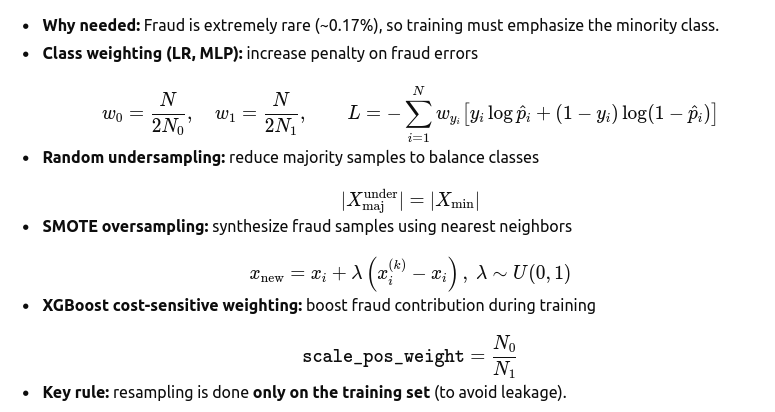 • Why needed: Fraud is extremely rare (~0.17%), so training must emphasize the minority class.
• Class weighting (LR, MLP): increase penalty on fraud errors
w_0 = \frac{N}{2N_0}, \quad w_1 = \frac{N}{2N_1}, \qquad L = -\sum_{i=1}^{N} w_{y_i} [y_i \log \hat{p}_i + (1 - y_i) \log(1 - \hat{p}_i)]
• Random undersampling: reduce majority samples to balance classes
|X_{\text{maj}}^{\text{under}}| = |X_{\text{min}}|
• SMOTE oversampling: synthesize fraud samples using nearest neighbors
x_{\text{new}} = x_i + \lambda \left( x_i^{(k)} - x_i \right), \; \lambda \sim U(0, 1)
• XGBoost cost-sensitive weighting: boost fraud contribution during training
\texttt{scale\_pos\_weight} = \frac{N_0}{N_1}
• Key rule: resampling is done only on the training set (to avoid leakage).